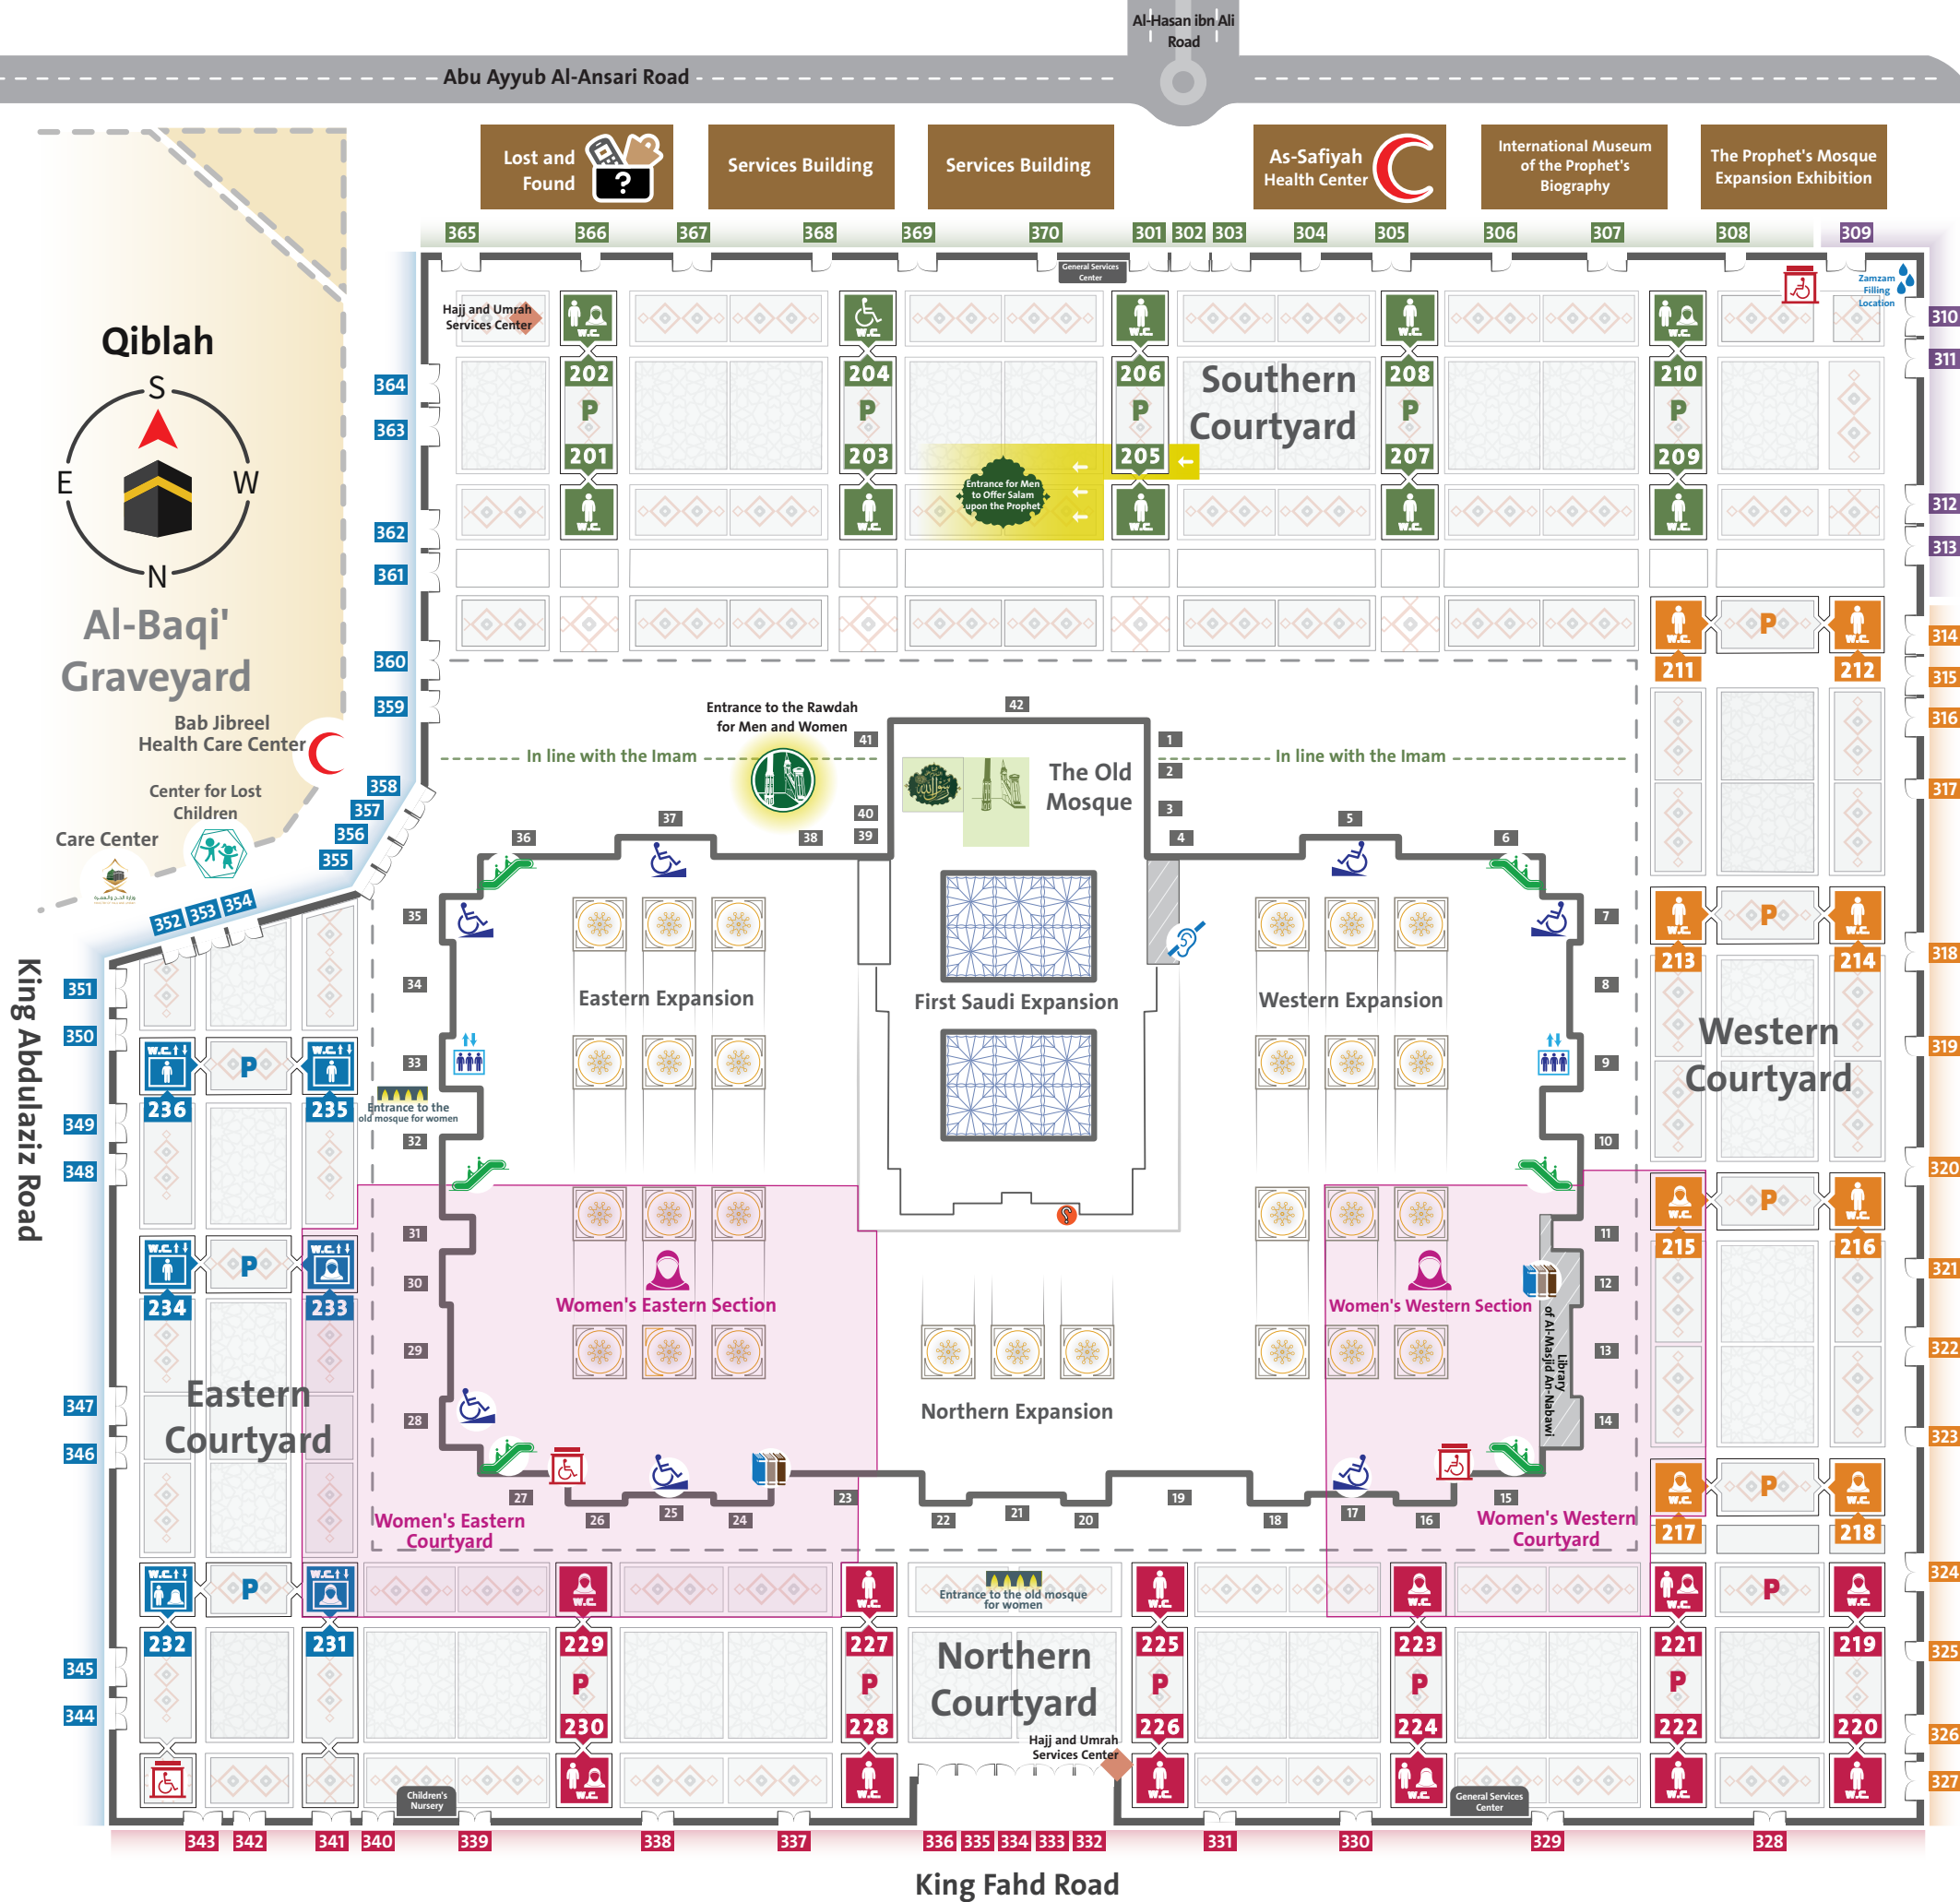 Al-Hasan ibn Ali
Road
Abu Ayyub Al-Ansari Road
Lost and
Found
?
Services Building
Services Building
As-Safiyah
Health Center
International Museum
of the Prophet's
Biography
The Prophet's Mosque
Expansion Exhibition
365 366 367 368 369 370 301 302 303 304 305 306 307 308 309
General Services
Center
Zamzam
Filling
Location
Hajj and Umrah
Services Center
W.C. W.C. W.C. W.C. W.C.
310
311
Qiblah
S
E W
N
364
363
202 204 206 208 210
P P P P P
201 203 205 207 209
Southern
Courtyard
Entrance for Men
to Offer Salam
upon the Prophet
W.C. W.C. W.C. W.C. W.C.
362
361
312
313
Al-Baqi'
Graveyard
360
359
W.C. P W.C.
211 212
314
315
316
317
Bab Jibreel
Health Care Center
Center for Lost
Children
Care Center
358
357
356
355
352 353 354
Entrance to the Rawdah
for Men and Women
42
41
1
In line with the Imam
In line with the Imam
The Old
Mosque
2
3
40
39
4
36 37 38
5 6
35
7
W.C. P W.C.
213 214
318
34
8
Eastern Expansion
First Saudi Expansion
Western Expansion
Western
Courtyard
319
King Abdulaziz Road
351
350
W.C. P W.C.
236 235
33
9
Entrance to the
old mosque for women
349
348
32
10
320
W.C. P W.C.
215 216
31
11
W.C. P W.C.
234 233
30
12
321
Women's Eastern Section
Women's Western Section
Library
of Al-Masjid An-Nabawi
29
13
322
Eastern
Courtyard
347
346
28
14
323
Northern Expansion
W.C. P W.C.
217 218
27 26 25 24 23 22 21 20 19 18 17 16 15
Women's Eastern
Courtyard
Women's Western
Courtyard
324
W.C. P W.C. W.C. W.C. W.C. W.C. W.C. P W.C.
Entrance to the old mosque
for women
232 231 229 227 225 223 221 219
P P P P P
230 228 226 224 222 220
Northern
Courtyard
345
344
325
326
327
Hajj and Umrah
Services Center
W.C. W.C. W.C. W.C. W.C. W.C.
Children's
Nursery
General Services
Center
343 342 341 340 339 338 337 336 335 334 333 332 331 330 329 328
King Fahd Road